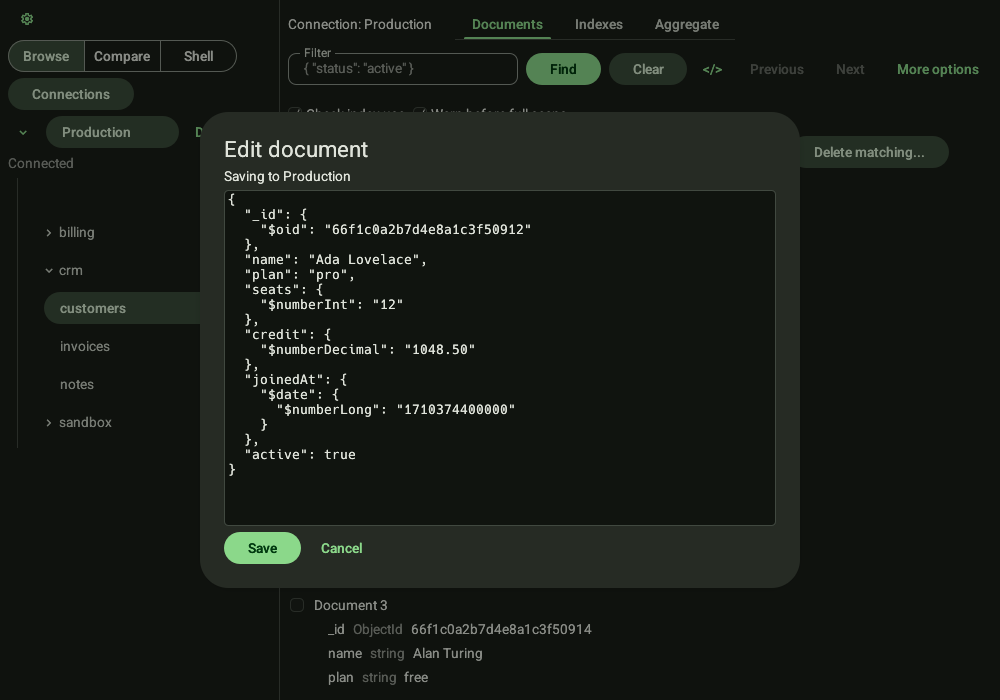 Connection: Production
Documents
Indexes
Aggregate
Browse
Compare
Shell
Filter
{ "status": "active" }
Find
Clear
</>
Previous
Next
More options
Connections
Production
Connected
Delete matching...
billing
crm
customers
invoices
notes
sandbox
Edit document
Saving to Production
{
  "_id": {
    "$oid": "66f1c0a2b7d4e8a1c3f50912"
  },
  "name": "Ada Lovelace",
  "plan": "pro",
  "seats": {
    "$numberInt": "12"
  },
  "credit": {
    "$numberDecimal": "1048.50"
  },
  "joinedAt": {
    "$date": {
      "$numberLong": "1710374400000"
    }
  },
  "active": true
}
Save
Cancel
Document 3
_id ObjectId 66f1c0a2b7d4e8a1c3f50914
name string Alan Turing
plan string free